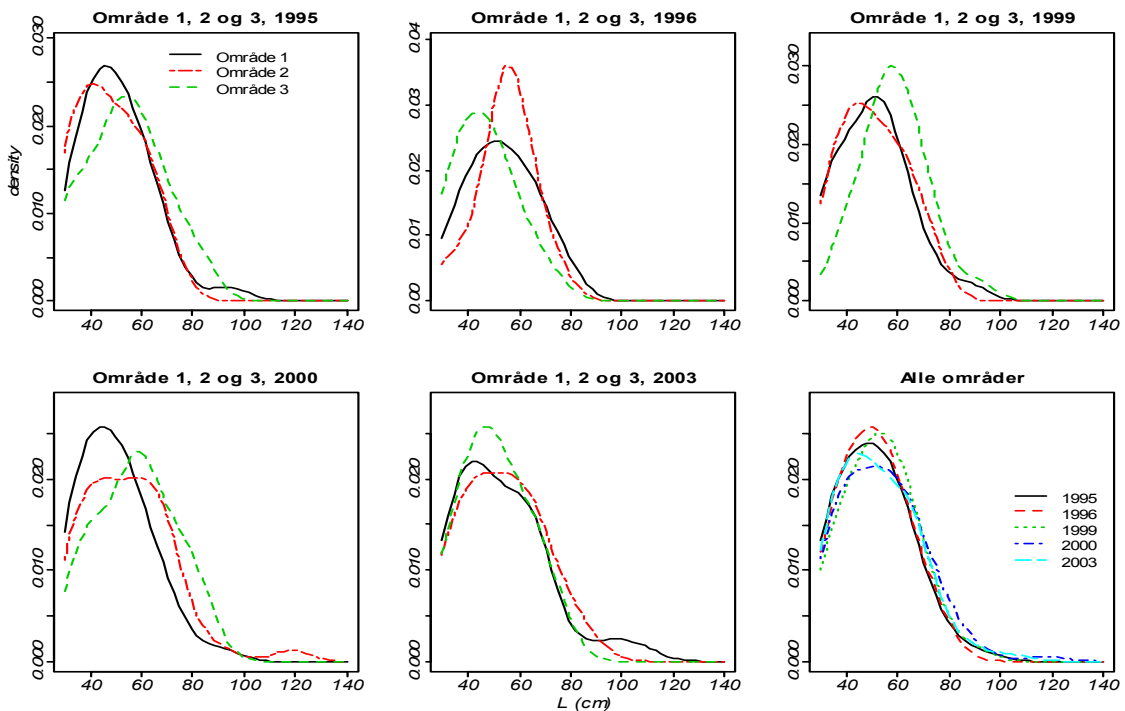 Område 1, 2 og 3, 1995
Område 1, 2 og 3, 1996
Område 1, 2 og 3, 1999
density
0.000 0.010 0.020 0.030
Område 1
Område 2
Område 3
40 60 80 100 120 140
0.00 0.01 0.02 0.03 0.04
40 60 80 100 120 140
0.000 0.010 0.020 0.030
40 60 80 100 120 140
Område 1, 2 og 3, 2000
Område 1, 2 og 3, 2003
Alle områder
0.000 0.010 0.020
40 60 80 100 120 140
0.000 0.010 0.020
40 60 80 100 120 140
L (cm)
0.000 0.010 0.020
1995
1996
1999
2000
2003
40 60 80 100 120 140